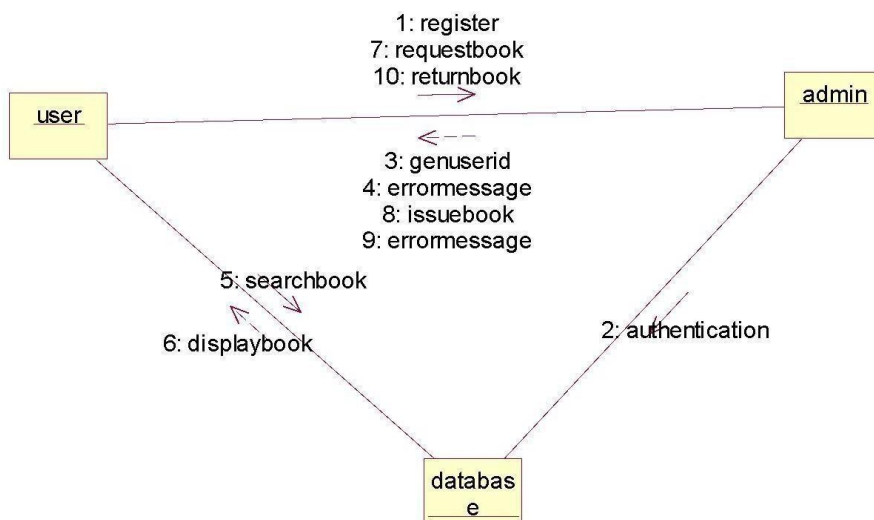 1: register
7: requestbook
10: returnbook
user
admin
3: genuserid
4: errormessage
8: issuebook
9: errormessage
5: searchbook
6: displaybook
2: authentication
databas
e